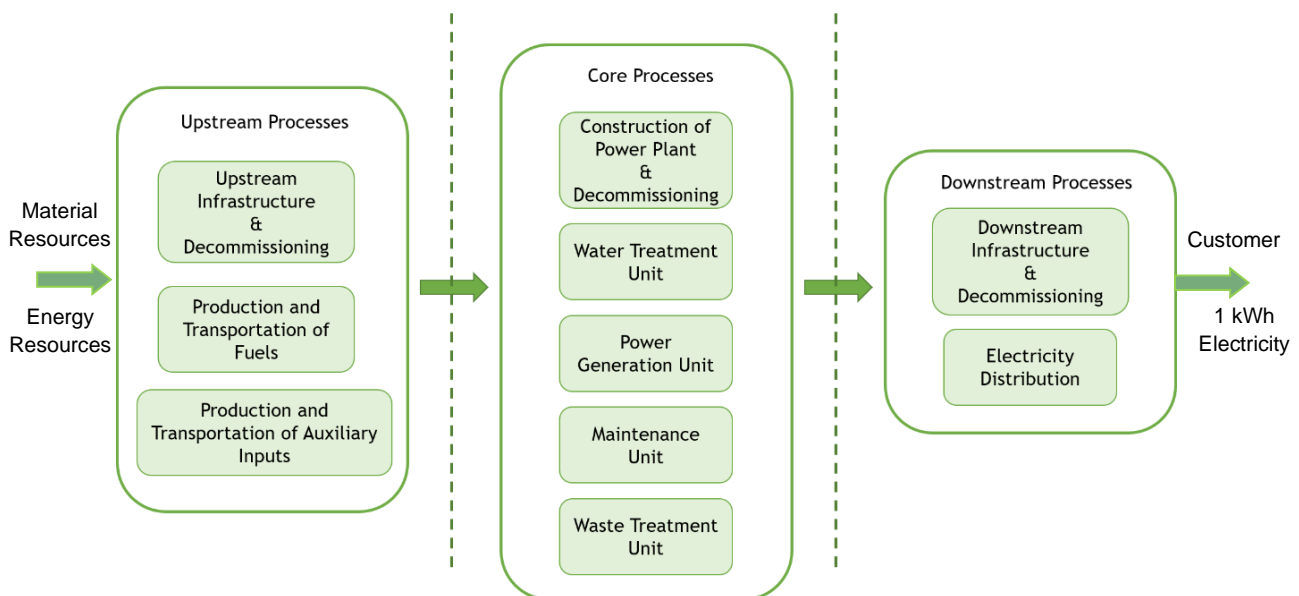 Material
Resources
Energy
Resources
Upstream Processes
Upstream
Infrastructure
&
Decommissioning
Production and
Transportation of
Fuels
Production and
Transportation of Auxiliary
Inputs
Core Processes
Construction of
Power Plant
&
Decommissioning
Water Treatment
Unit
Power
Generation Unit
Maintenance
Unit
Waste Treatment
Unit
Downstream Processes
Downstream
Infrastructure
&
Decommissioning
Electricity
Distribution
Customer
1 kWh
Electricity